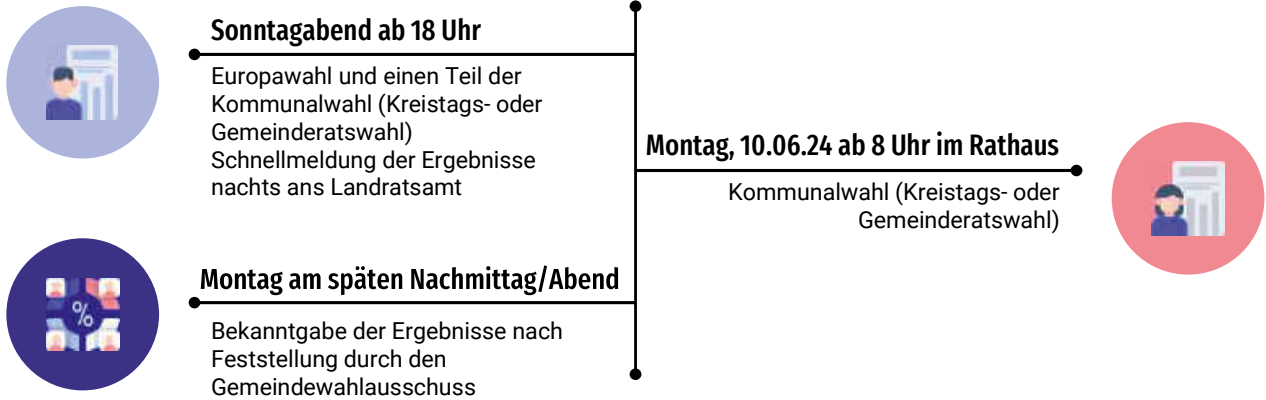 Sonntagabend ab 18 Uhr
Europawahl und einen Teil der
Kommunalwahl (Kreistags- oder
Gemeinderatswahl)
Schnellmeldung der Ergebnisse
nachts ans Landratsamt
Montag, 10.06.24 ab 8 Uhr im Rathaus
Kommunalwahl (Kreistags- oder
Gemeinderatswahl)
Montag am späten Nachmittag/Abend
%
Bekanntgabe der Ergebnisse nach
Feststellung durch den
Gemeindewahlausschuss